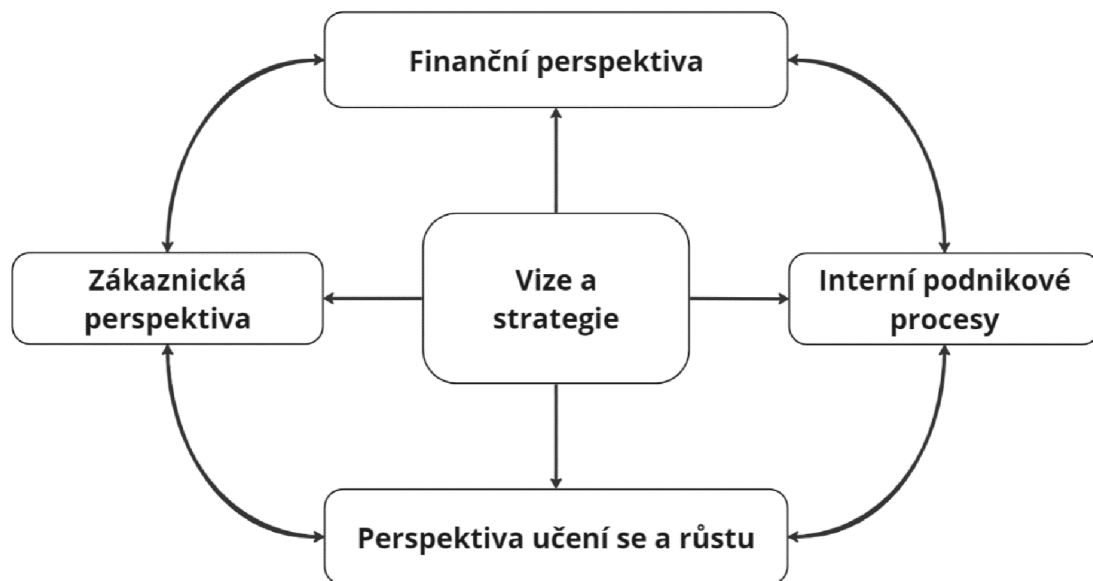 Finanční perspektiva
Zákaznická
perspektiva
Vize a
strategie
Interní podnikové
procesy
Perspektiva učení se a růstu